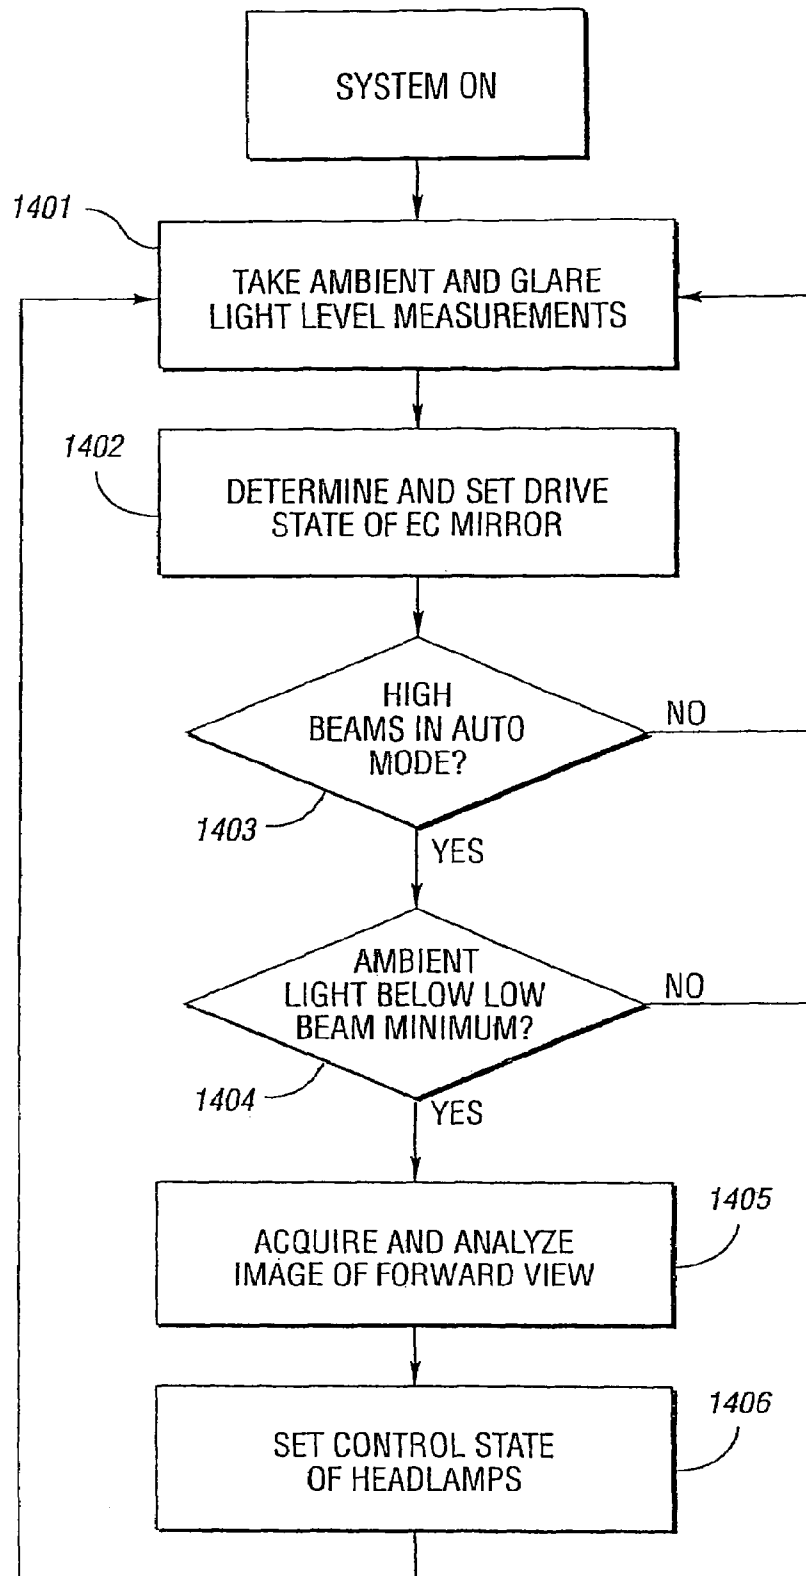 SYSTEM ON
1401
TAKE AMBIENT AND GLARE
LIGHT LEVEL MEASUREMENTS
1402
DETERMINE AND SET DRIVE
STATE OF EC MIRROR
HIGH
BEAMS IN AUTO
MODE?
NO
1403
YES
AMBIENT
LIGHT BELOW LOW
BEAM MINIMUM?
NO
1404
YES
1405
ACQUIRE AND ANALYZE
IMAGE OF FORWARD VIEW
1406
SET CONTROL STATE
OF HEADLAMPS